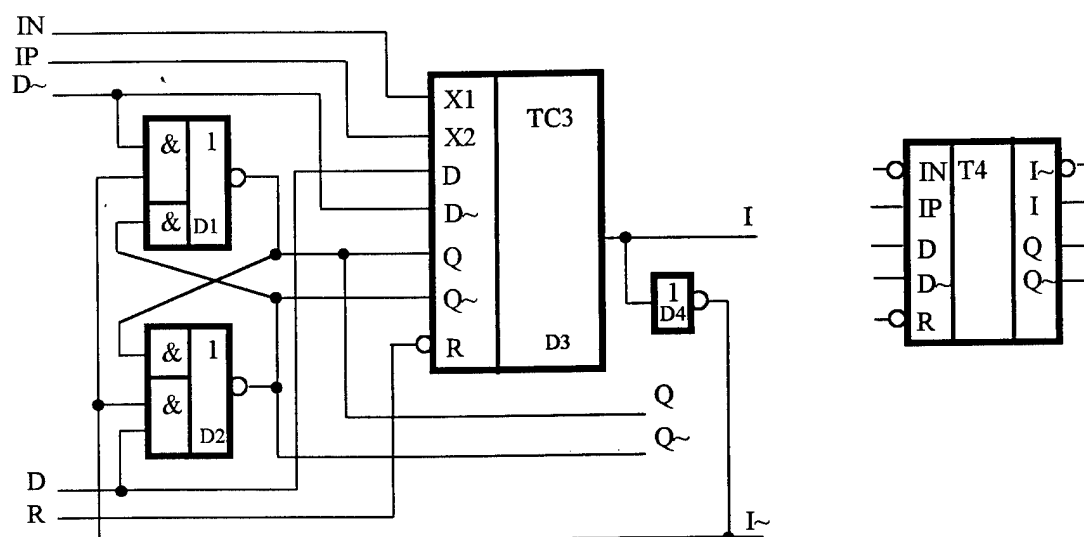 IN
IP
D~
& 1
&
& D1
& 1
&
D2
D
R
X1
X2
D
D~
Q
Q~
R
TC3
D3
I
1
D4
Q
Q~
I~
IN T4 I~
IP I
D Q
D~ Q~
R